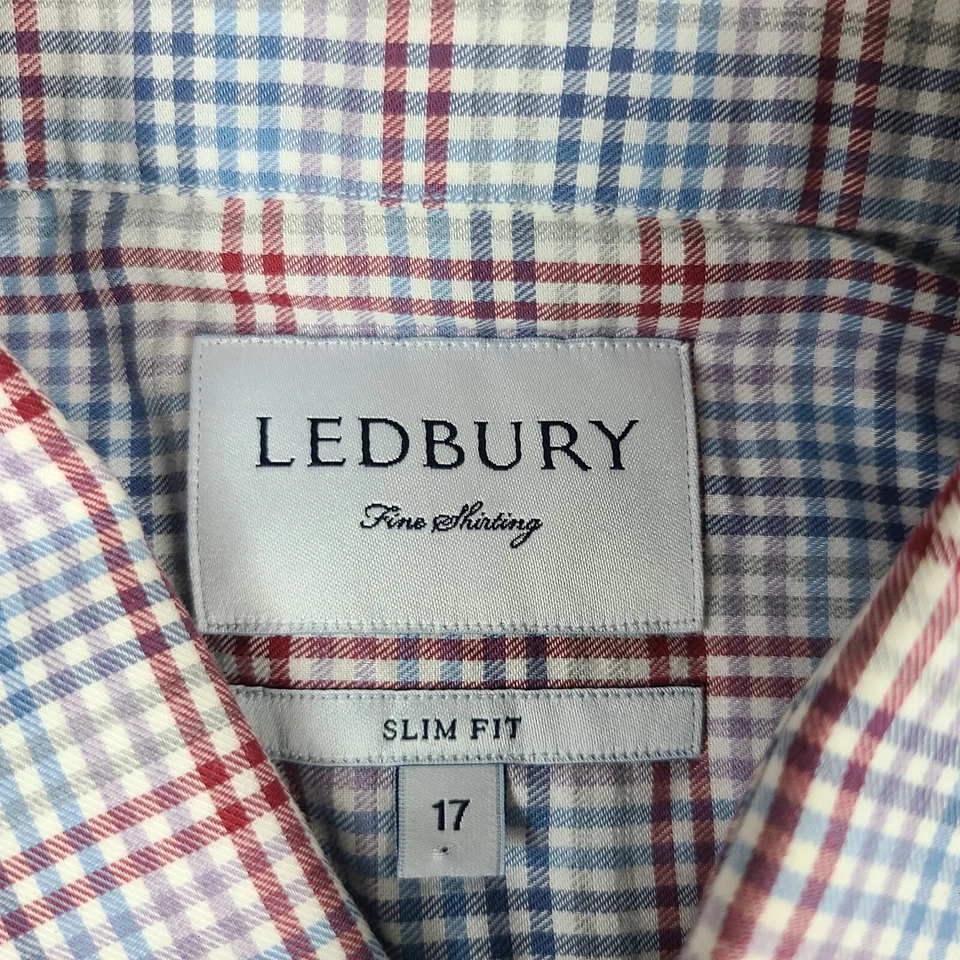 LEDBURY
Fine Shirting
SLIM FIT
17